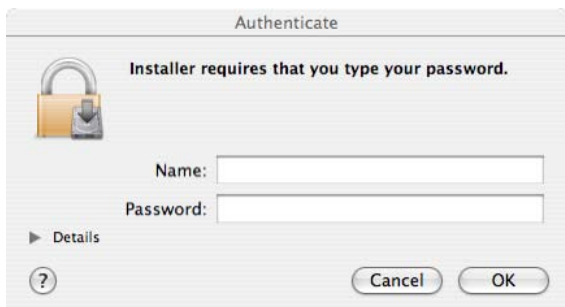 Authenticate
Installer requires that you type your password.
Name:
Password:
Details
?
Cancel OK